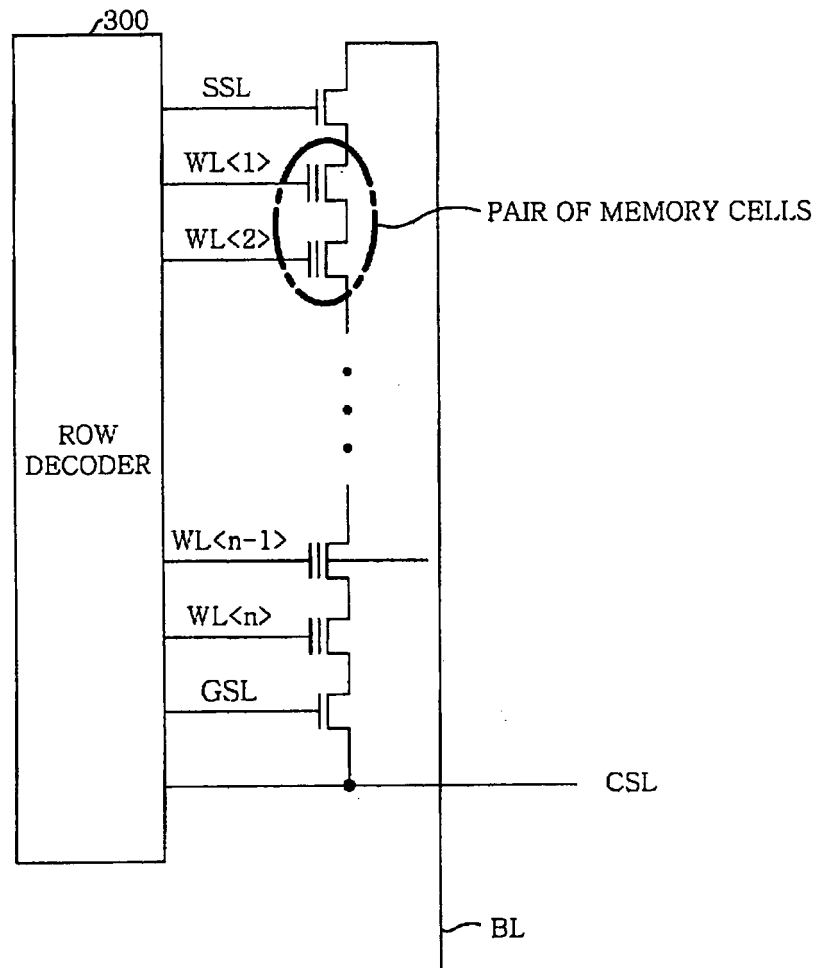 300
SSL
WL<1>
PAIR OF MEMORY CELLS
WL<2>
ROW
DECODER
WL<n-1>
WL<n>
GSL
CSL
BL